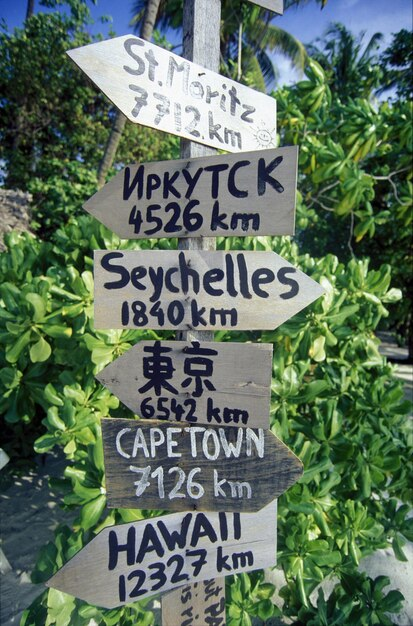 St. Móritz
7712 km
Иркутск
4526 km
Seychelles
1840 km
東京
6542 km
CAPETOWN
7126 km
HAWAII
12327 km